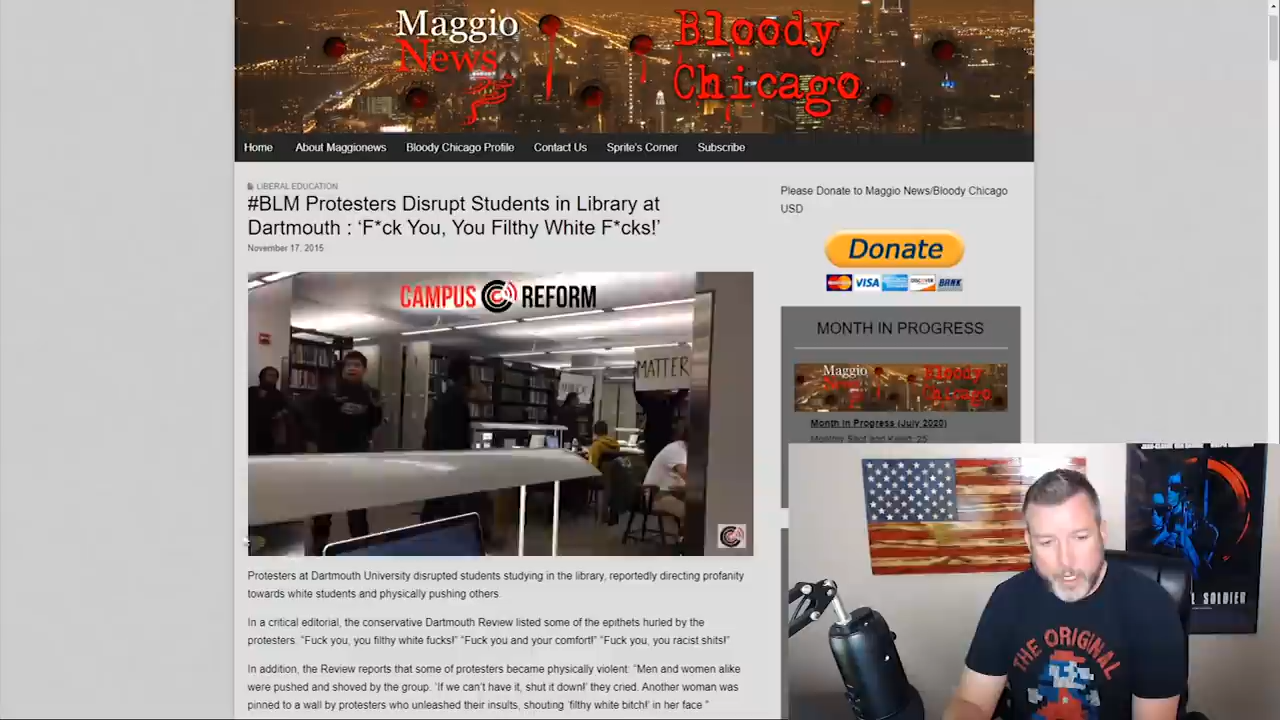 Maggio
News
Bloody
Chicago
Home About Maggionews Bloody Chicago Profile Contact Us Sprite's Corner Subscribe
LIBERAL EDUCATION
#BLM Protesters Disrupt Students in Library at
Dartmouth : ‘F*ck You, You Filthy White F*cks!’
November 17, 2015
CAMPUS REFORM
MATTER
Protesters at Dartmouth University disrupted students studying in the library, reportedly directing profanity
towards white students and physically pushing others.
In a critical editorial, the conservative Dartmouth Review listed some of the epithets hurled by the
protesters. “Fuck you, you filthy white fucks!” “Fuck you and your comfort!” “Fuck you, you racist shits!”
In addition, the Review reports that some of protesters became physically violent: “Men and women alike
were pushed and shoved by the group. ‘If we can’t have it, shut it down!’ they cried. Another woman was
pinned to a wall by protesters who unleashed their insults, shouting ‘filthy white bitch!’ in her face.”
Please Donate to Maggio News/Bloody Chicago
USD
Donate
VISA
BANK
MONTH IN PROGRESS
Maggio
News
Bloody
Chicago
Month in Progress (July 2020)
Monthly Shot and Killed: 25
THE ORIGINAL
SOLDIER